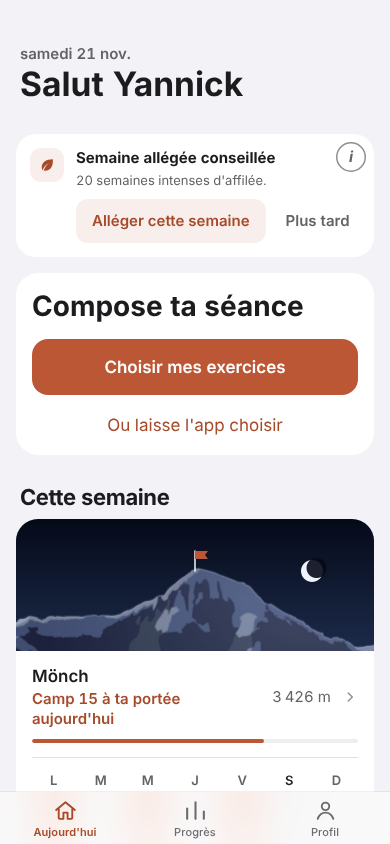 samedi 21 nov.
Salut Yannick
Semaine allégée conseillée
i
20 semaines intenses d'affilée.
Alléger cette semaine
Plus tard
Compose ta séance
Choisir mes exercices
Ou laisse l'app choisir
Cette semaine
Mönch
Camp 15 à ta portée
aujourd'hui
3 426 m
L M M J V S D
Aujourd'hui Progrès Profil